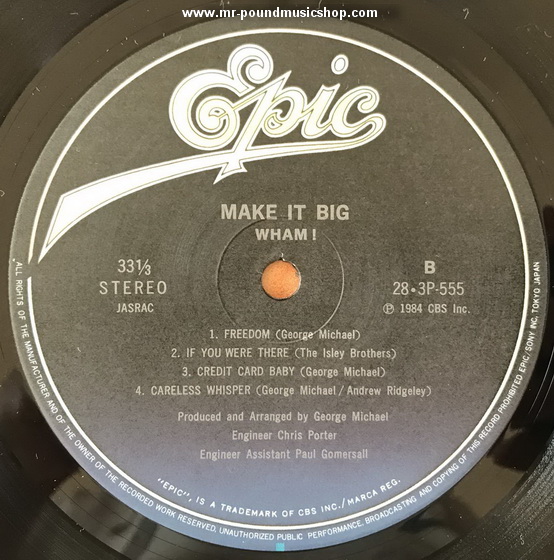 www.mr-poundmusicshop.com
Epic
MAKE IT BIG
WHAM!
33⅓
STEREO
JASRAC
B
28・3P-555
Ⓟ 1984 CBS Inc.
1. FREEDOM (George Michael)
2. IF YOU WERE THERE (The Isley Brothers)
3. CREDIT CARD BABY (George Michael)
4. CARELESS WHISPER (George Michael/Andrew Ridgeley)
Produced and Arranged by George Michael
Engineer Chris Porter
Engineer Assistant Paul Gomersall
"EPIC", IS A TRADEMARK OF CBS INC./MARCA REG.
ALL RIGHTS OF THE MANUFACTURER AND OF THE OWNER OF THE RECORDED WORK RESERVED. UNAUTHORIZED PUBLIC PERFORMANCE, BROADCASTING AND COPYING OF THIS RECORD PROHIBITED EPIC/SONY INC. TOKYO JAPAN